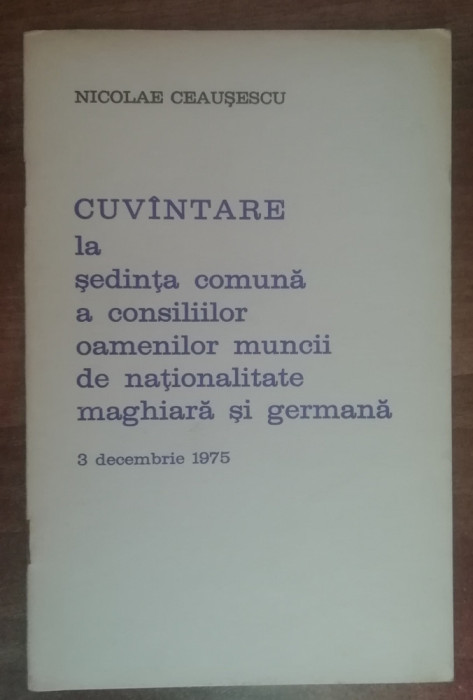 NICOLAE CEAUŞESCU
CUVÎNTARE
la
şedinţa comună
a consiliilor
oamenilor muncii
de naţionalitate
maghiară şi germană
3 decembrie 1975